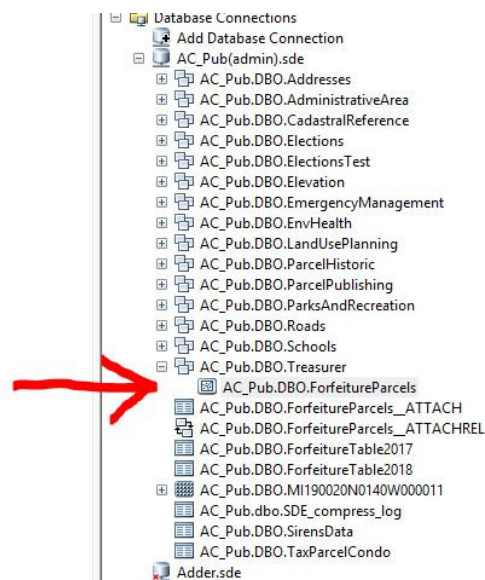 Database Connections
Add Database Connection
AC_Pub(admin).sde
AC_Pub.DBO.Addresses
AC_Pub.DBO.AdministrativeArea
AC_Pub.DBO.CadastralReference
AC_Pub.DBO.Elections
AC_Pub.DBO.ElectionsTest
AC_Pub.DBO.Elevation
AC_Pub.DBO.EmergencyManagement
AC_Pub.DBO.EnvHealth
AC_Pub.DBO.LandUsePlanning
AC_Pub.DBO.ParcelHistoric
AC_Pub.DBO.ParcelPublishing
AC_Pub.DBO.ParksAndRecreation
AC_Pub.DBO.Roads
AC_Pub.DBO.Schools
AC_Pub.DBO.Treasurer
AC_Pub.DBO.ForfeitureParcels
AC_Pub.DBO.ForfeitureParcels__ATTACH
AC_Pub.DBO.ForfeitureParcels__ATTACHREL
AC_Pub.DBO.ForfeitureTable2017
AC_Pub.DBO.ForfeitureTable2018
AC_Pub.DBO.MI190020N0140W000011
AC_Pub.dbo.SDE_compress_log
AC_Pub.DBO.SirensData
AC_Pub.DBO.TaxParcelCondo
Adder.sde